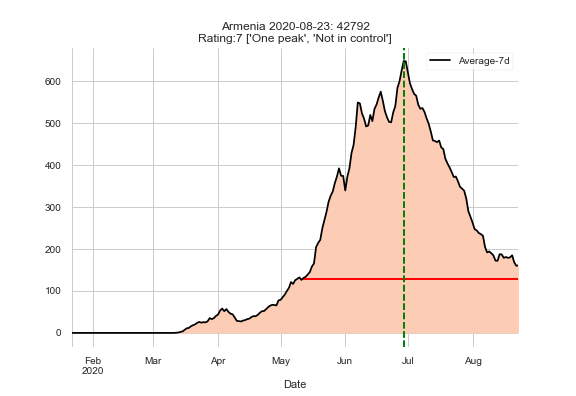 Armenia 2020-08-23: 42792
Rating:7 ['One peak', 'Not in control']
Average-7d
600
500
400
300
200
100
0
Feb
2020
Mar
Apr
May
Jun
Jul
Aug
Date